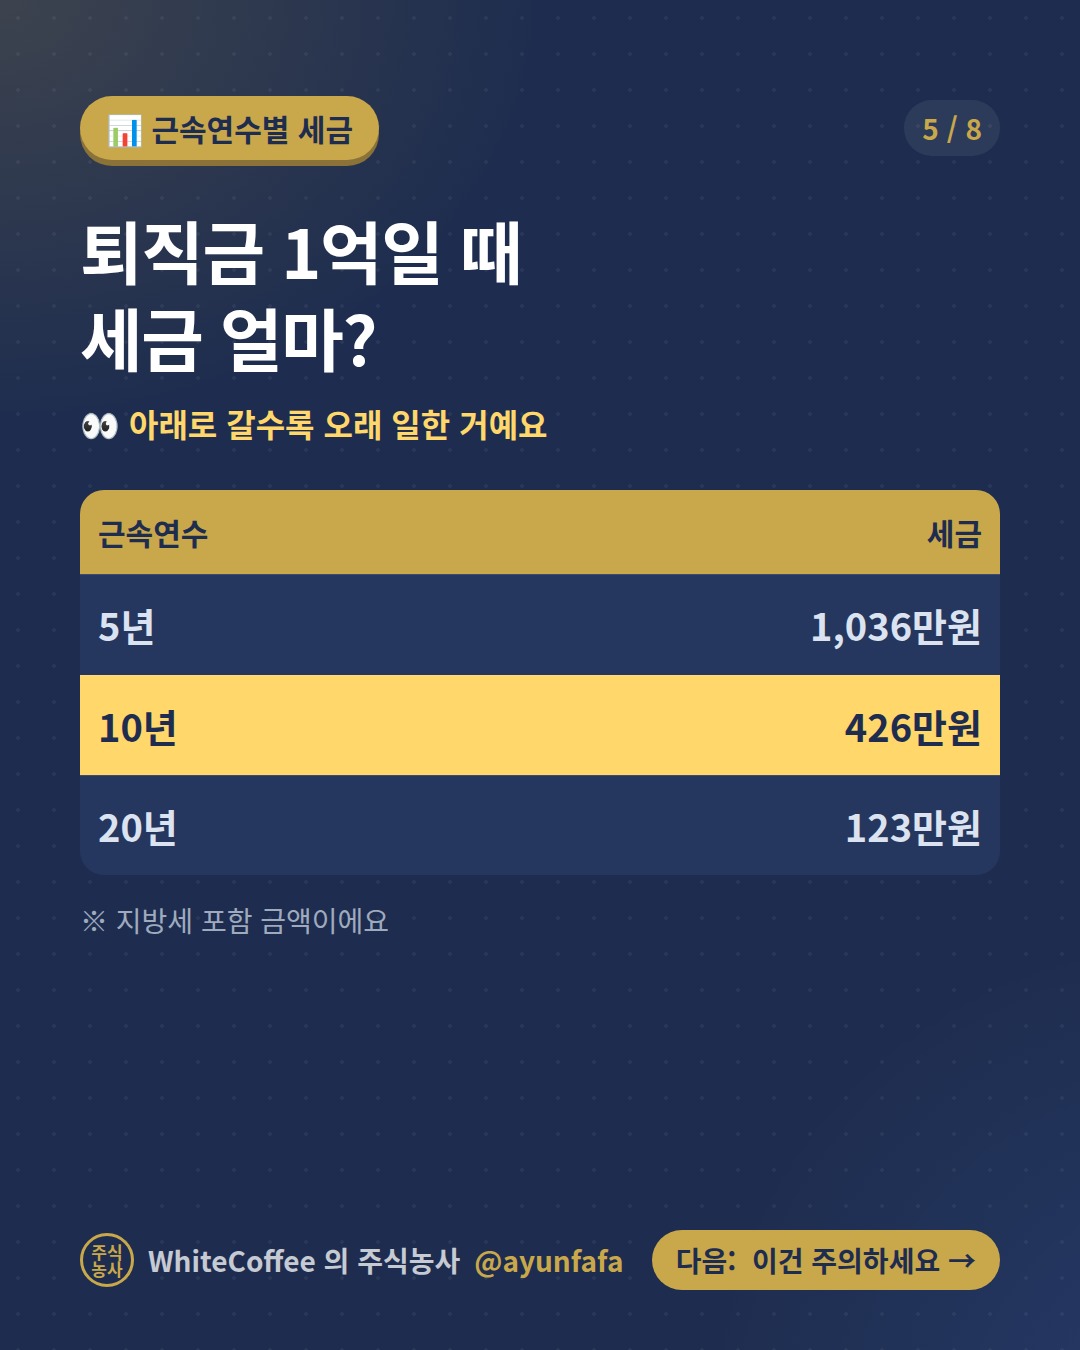 📊 근속연수별 세금
5 / 8
퇴직금 1억일 때
세금 얼마?
👀 아래로 갈수록 오래 일한 거예요
근속연수 세금
5년 1,036만원
10년 426만원
20년 123만원
※ 지방세 포함 금액이에요
주식
농사
WhiteCoffee 의 주식농사 @ayunfafa
다음: 이건 주의하세요 →